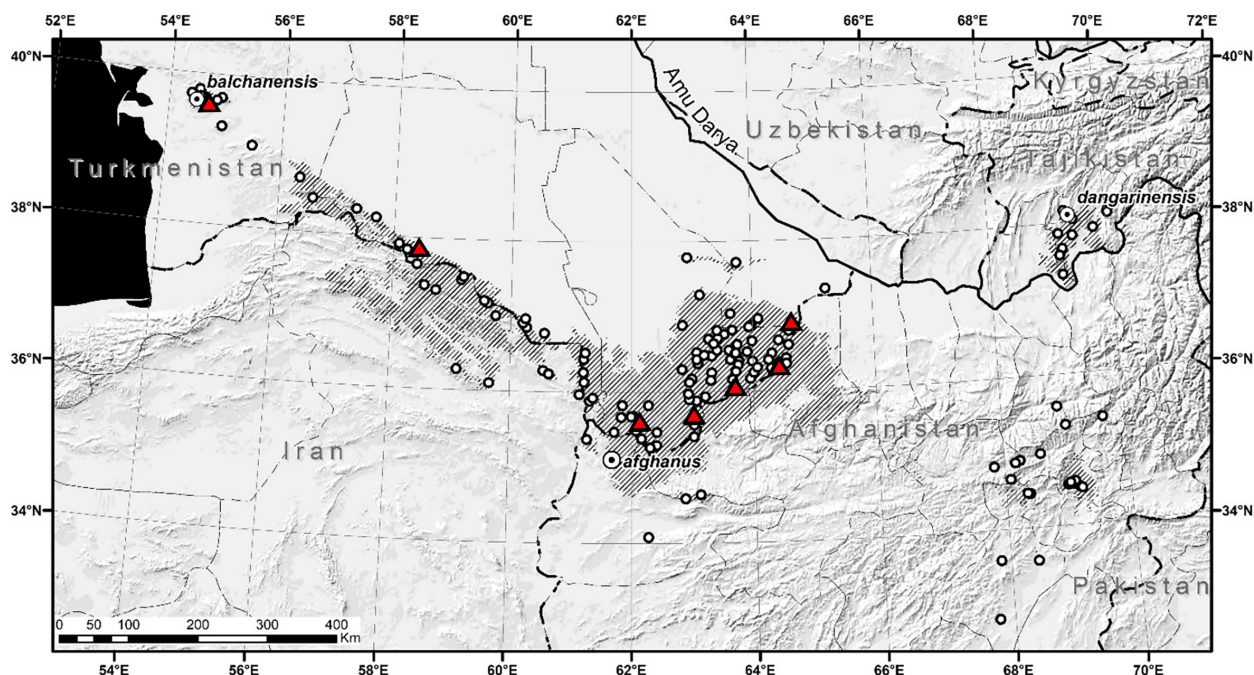 52°E 54°E 56°E 58°E 60°E 62°E 64°E 66°E 68°E 70°E 72°E
40°N 40°N
balchanensis
Kyrgyzstan
Amu Darya
Uzbekistan
Turkmenistan
Tajikistan
dangarinensis
38°N 38°N
36°N 36°N
Afghanistan
Iran
afghanus
34°N 34°N
Pakistan
0 50 100 200 300 400
Km
54°E 56°E 58°E 60°E 62°E 64°E 66°E 68°E 70°E